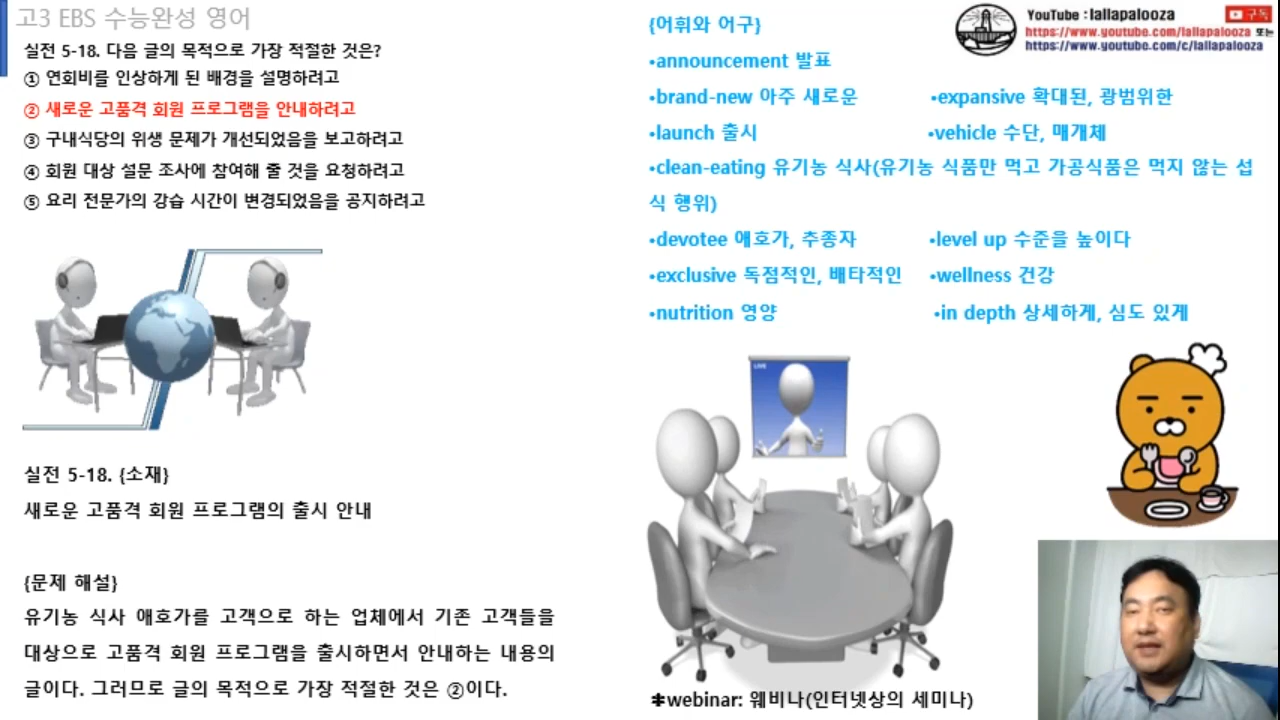 고3 EBS 수능완성 영어
실전 5-18. 다음 글의 목적으로 가장 적절한 것은?
① 연회비를 인상하게 된 배경을 설명하려고
② 새로운 고품격 회원 프로그램을 안내하려고
③ 구내식당의 위생 문제가 개선되었음을 보고하려고
④ 회원 대상 설문 조사에 참여해 줄 것을 요청하려고
⑤ 요리 전문가의 강습 시간이 변경되었음을 공지하려고
실전 5-18. {소재}
새로운 고품격 회원 프로그램의 출시 안내
{문제 해설}
유기농 식사 애호가를 고객으로 하는 업체에서 기존 고객들을
대상으로 고품격 회원 프로그램을 출시하면서 안내하는 내용의
글이다. 그러므로 글의 목적으로 가장 적절한 것은 ②이다.
{어휘와 어구}
•announcement 발표
•brand-new 아주 새로운 •expansive 확대된, 광범위한
•launch 출시 •vehicle 수단, 매개체
•clean-eating 유기농 식사(유기농 식품만 먹고 가공식품은 먹지 않는 섭
식 행위)
•devotee 애호가, 추종자 •level up 수준을 높이다
•exclusive 독점적인, 배타적인 •wellness 건강
•nutrition 영양 •in depth 상세하게, 심도 있게
LIVE
✱webinar: 웨비나(인터넷상의 세미나)
YouTube : lallapalooza 구독
https://www.youtube.com/lallapalooza 또는
https://www.youtube.com/c/lallapalooza